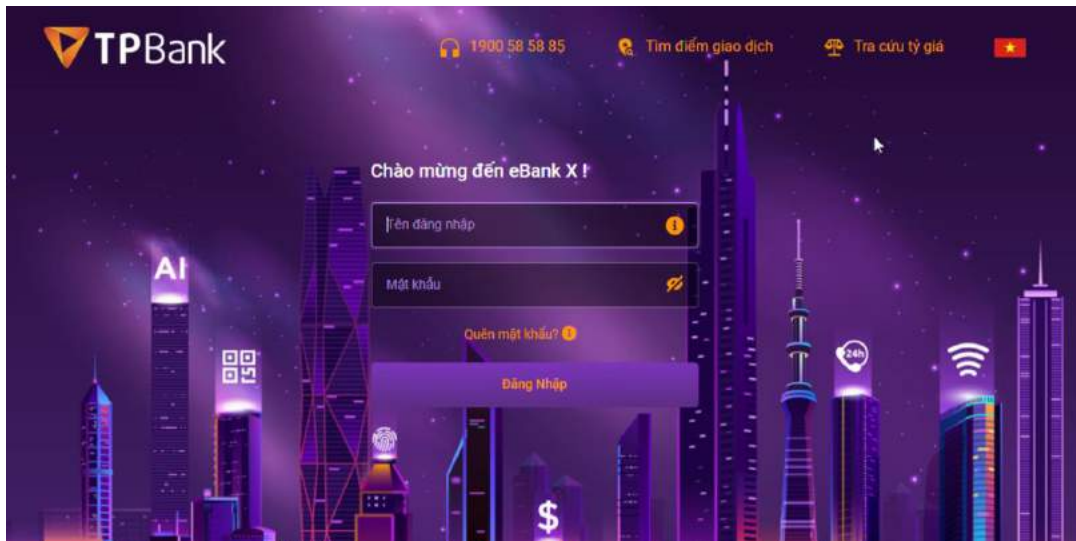 TPBank
1900 58 58 85
Tìm điểm giao dịch
Tra cứu tỷ giá
Chào mừng đến eBank X !
Tên đăng nhập
Mật khẩu
Quên mật khẩu?
Đăng Nhập
AI
24h
$